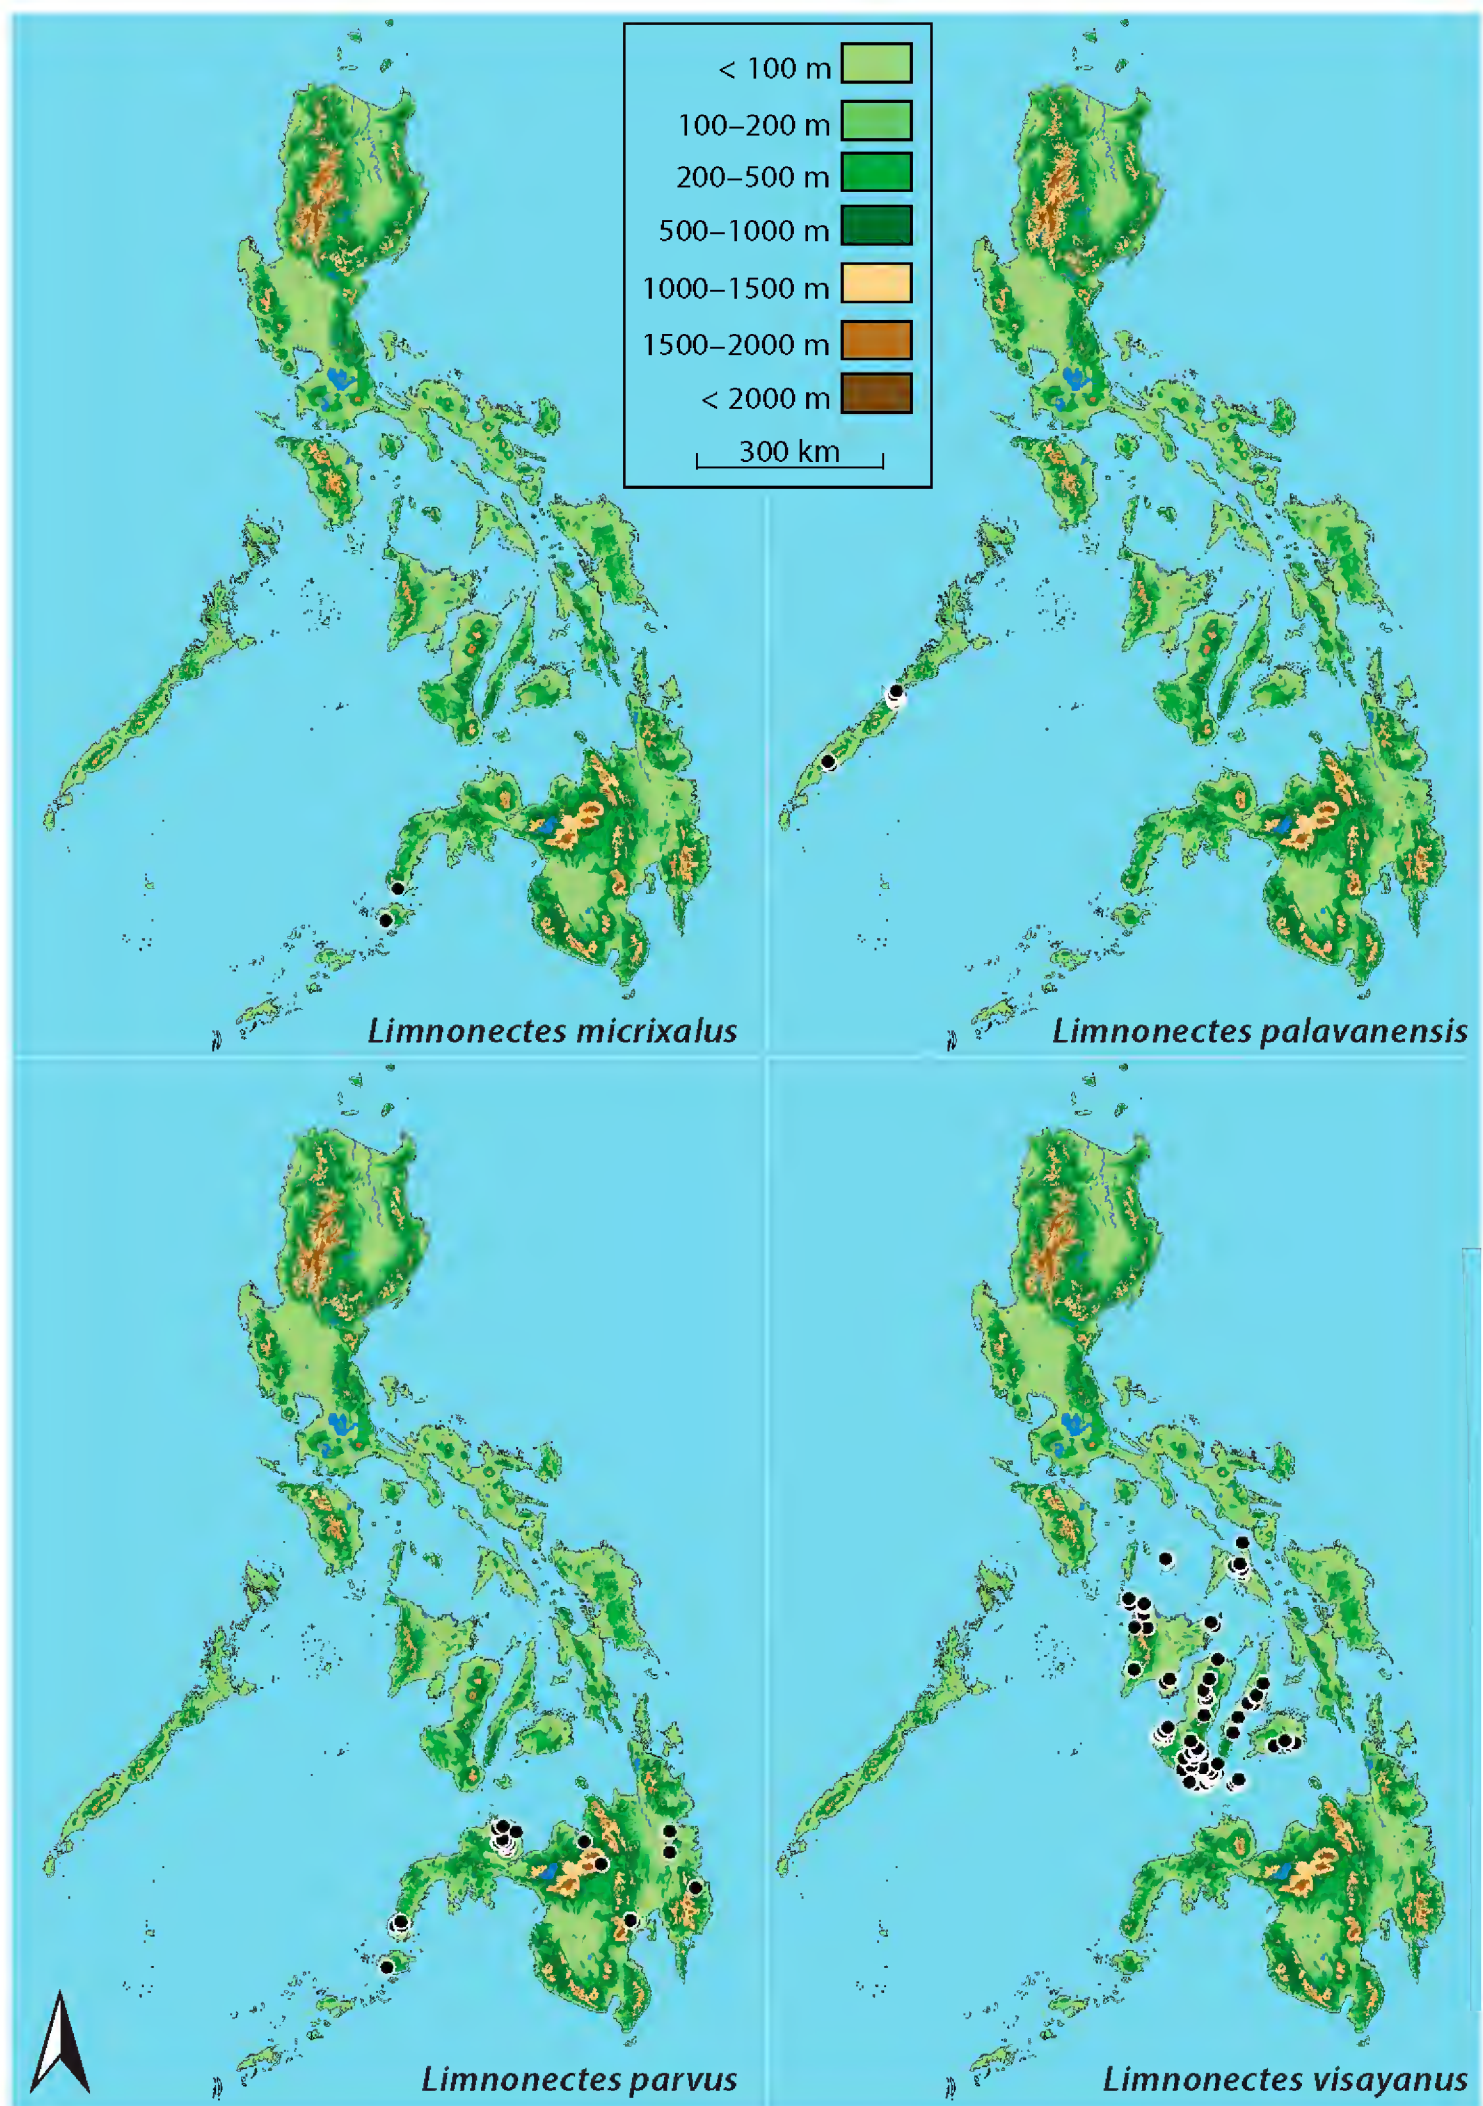 < 100 m
100–200 m
200–500 m
500–1000 m
1000–1500 m
1500–2000 m
< 2000 m
300 km
Limnonectes micrixalus
Limnonectes palavanensis
Limnonectes parvus
Limnonectes visayanus